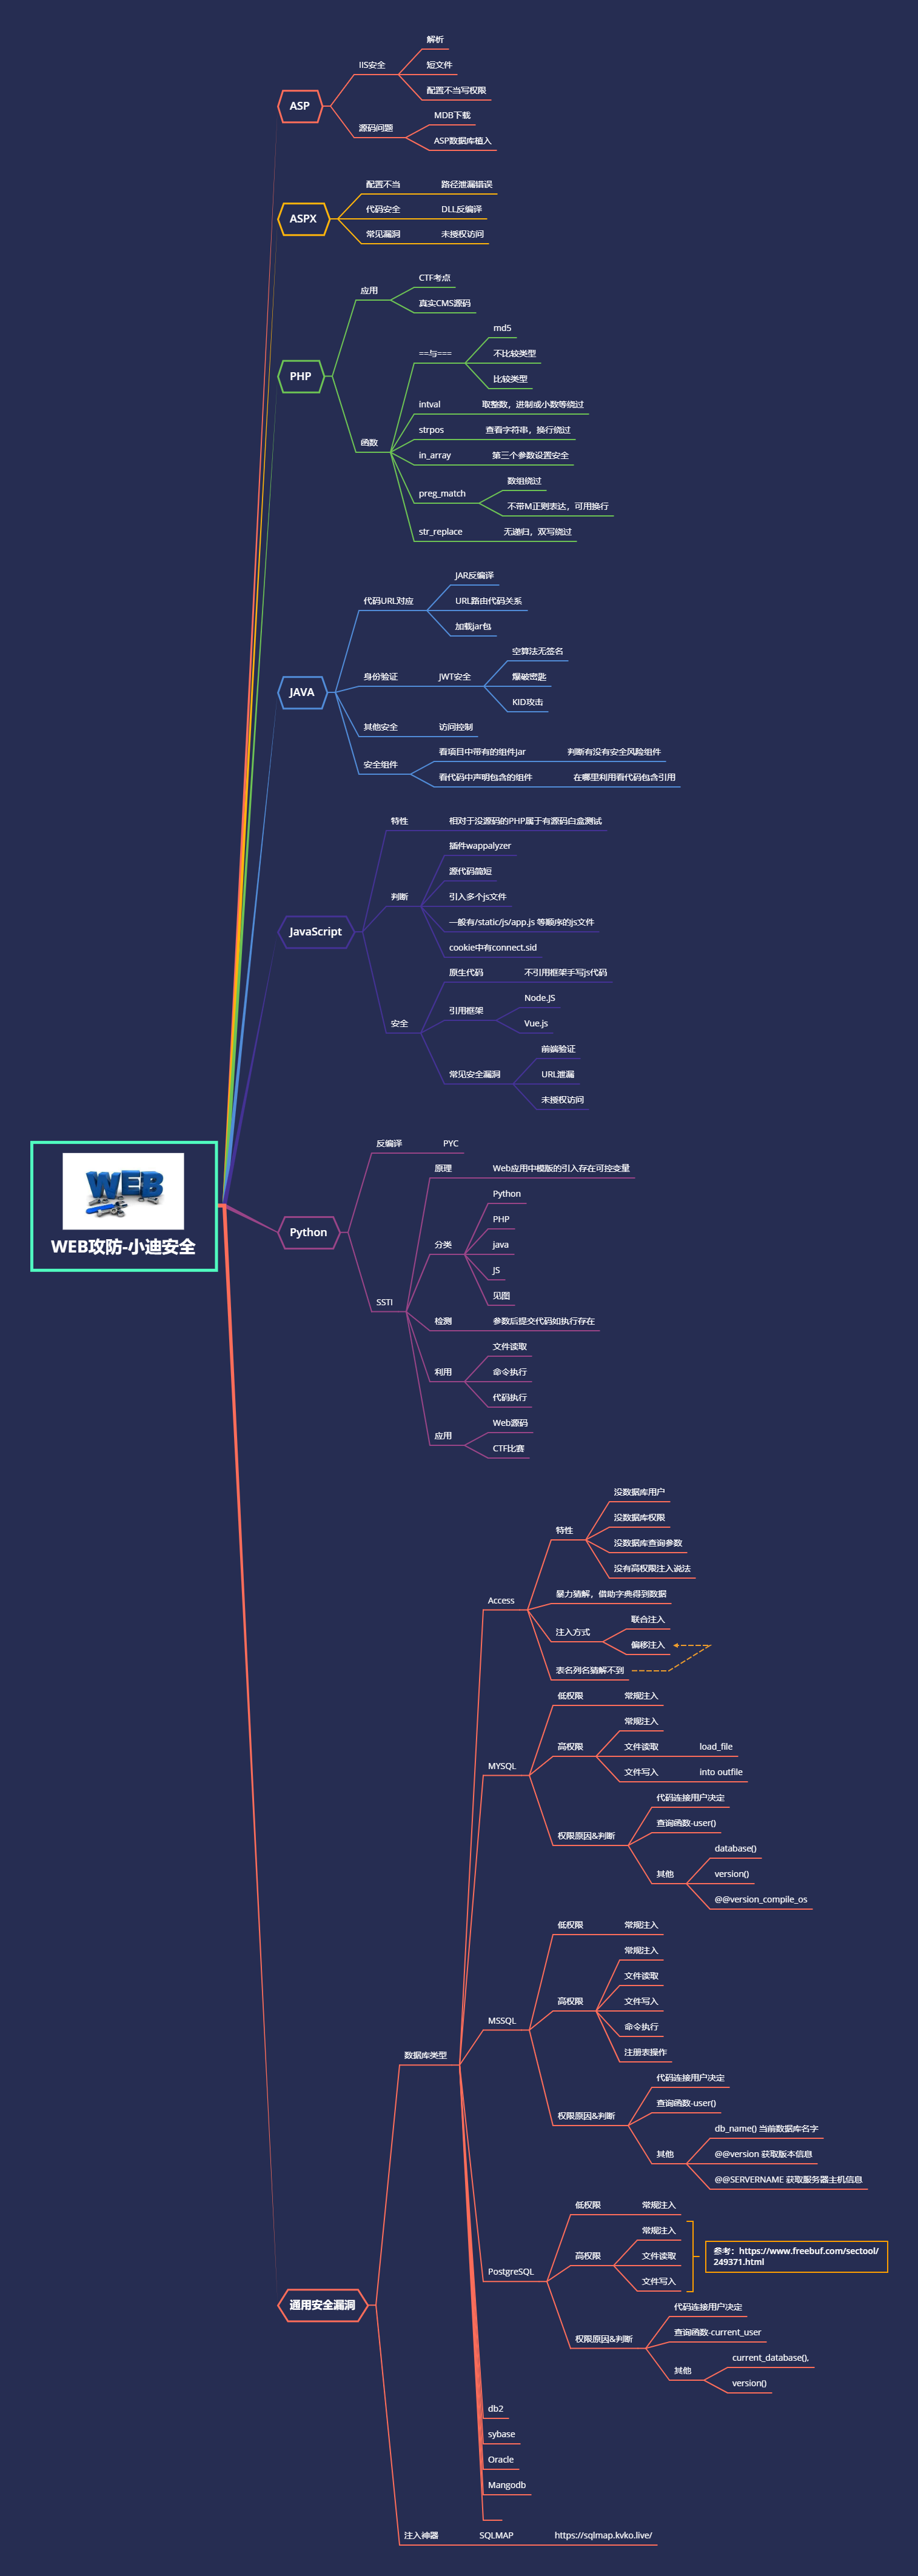 解析
IIS安全
短文件
配置不当写权限
ASP
MDB下载
源码问题
ASP数据库植入
配置不当
路径泄漏错误
ASPX
代码安全
DLL反编译
常见漏洞
未授权访问
CTF考点
应用
真实CMS源码
md5
==与===
不比较类型
PHP
比较类型
intval
取整数，进制或小数等绕过
strpos
查看字符串，换行绕过
函数
in_array
第三个参数设置安全
数组绕过
preg_match
不带M正则表达，可用换行
str_replace
无递归，双写绕过
JAR反编译
代码URL对应
URL路由代码关系
加载jar包
空算法无签名
身份验证
JWT安全
爆破密匙
JAVA
KID攻击
其他安全
访问控制
看项目中带有的组件Jar
判断有没有安全风险组件
安全组件
看代码中声明包含的组件
在哪里利用看代码包含引用
特性
相对于没源码的PHP属于有源码白盒测试
插件wappalyzer
源代码简短
判断
引入多个js文件
一般有/static/js/app.js 等顺序的js文件
JavaScript
cookie中有connect.sid
原生代码
不引用框架手写js代码
Node.JS
引用框架
安全
Vue.js
前端验证
常见安全漏洞
URL泄漏
未授权访问
WEB
WEB攻防-小迪安全
反编译
PYC
原理
Web应用中模版的引入存在可控变量
Python
Python
PHP
分类
java
JS
SSTI
见图
检测
参数后提交代码如执行存在
文件读取
利用
命令执行
代码执行
Web源码
应用
CTF比赛
没数据库用户
没数据库权限
特性
没数据库查询参数
没有高权限注入说法
Access
暴力猜解，借助字典得到数据
联合注入
注入方式
偏移注入
表名列名猜解不到
低权限
常规注入
常规注入
高权限
文件读取
load_file
MYSQL
文件写入
into outfile
代码连接用户决定
查询函数-user()
权限原因&判断
database()
其他
version()
@@version_compile_os
低权限
常规注入
常规注入
文件读取
高权限
文件写入
MSSQL
命令执行
注册表操作
数据库类型
代码连接用户决定
查询函数-user()
权限原因&判断
db_name() 当前数据库名字
其他
@@version 获取版本信息
@@SERVERNAME 获取服务器主机信息
低权限
常规注入
常规注入
高权限
文件读取
参考：https://www.freebuf.com/sectool/
249371.html
PostgreSQL
文件写入
通用安全漏洞
代码连接用户决定
查询函数-current_user
权限原因&判断
current_database(),
其他
version()
db2
sybase
Oracle
Mangodb
注入神器
SQLMAP
https://sqlmap.kvko.live/